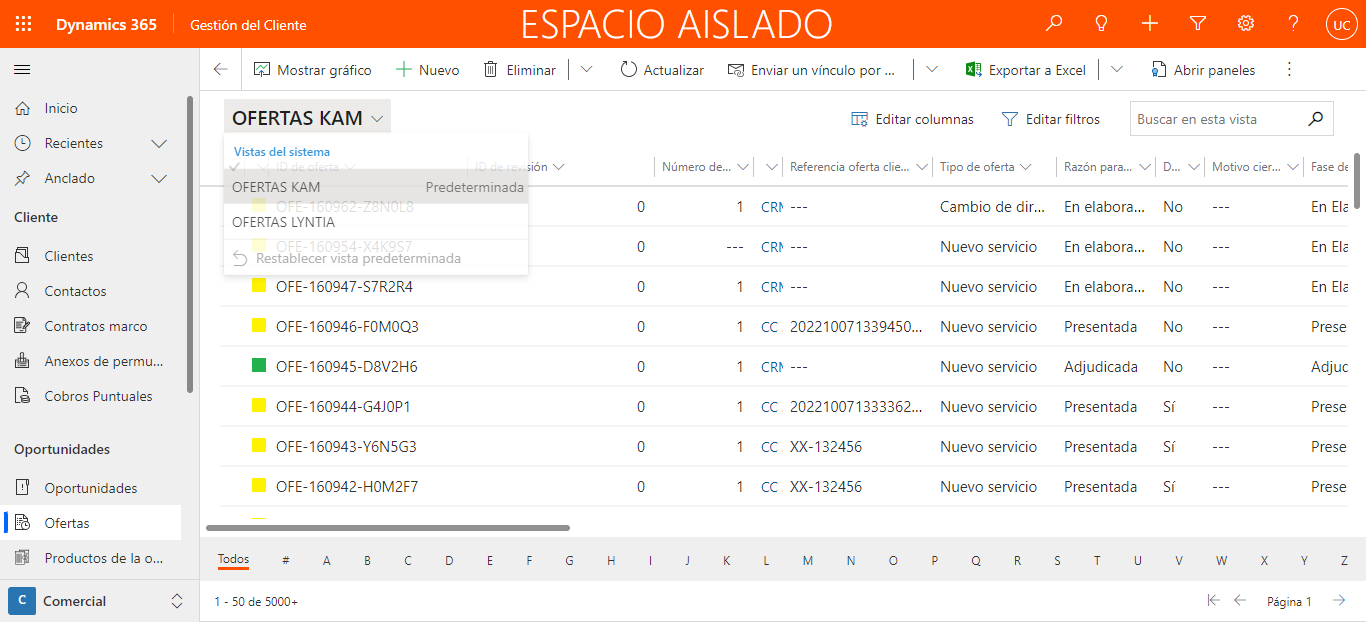 Dynamics 365 Gestión del Cliente ESPACIO AISLADO UC
Mostrar gráfico Nuevo Eliminar Actualizar Enviar un vínculo por ... Exportar a Excel Abrir paneles
Inicio
Recientes
Anclado
Cliente
Clientes
Contactos
Contratos marco
Anexos de permu...
Cobros Puntuales
Oportunidades
Oportunidades
Ofertas
Productos de la o...
C Comercial
OFERTAS KAM Editar columnas Editar filtros Buscar en esta vista
Vistas del sistema
OFERTAS KAM Predeterminada
OFERTAS LYNTIA
Restablecer vista predeterminada
ID de oferta ID de revisión Número de... Referencia oferta clie... Tipo de oferta Razón para... D... Motivo cier... Fase de
OFE-160962-Z8N0L8 0 1 CRM --- Cambio de dir... En elabora... No --- En Ela
OFE-160954-X4K9S7 0 --- CRM --- Nuevo servicio En elabora... No --- En Ela
OFE-160947-S7R2R4 0 1 CRM --- Nuevo servicio En elabora... No --- En Ela
OFE-160946-F0M0Q3 0 1 CC 202210071339450... Nuevo servicio Presentada No --- Prese
OFE-160945-D8V2H6 0 1 CRM --- Nuevo servicio Adjudicada No --- Adjuc
OFE-160944-G4J0P1 0 1 CC 202210071333362... Nuevo servicio Presentada Sí --- Prese
OFE-160943-Y6N5G3 0 1 CC XX-132456 Nuevo servicio Presentada Sí --- Prese
OFE-160942-H0M2F7 0 1 CC XX-132456 Nuevo servicio Presentada Sí --- Prese
Todos # A B C D E F G H I J K L M N O P Q R S T U V W X Y Z
1 - 50 de 5000+ Página 1